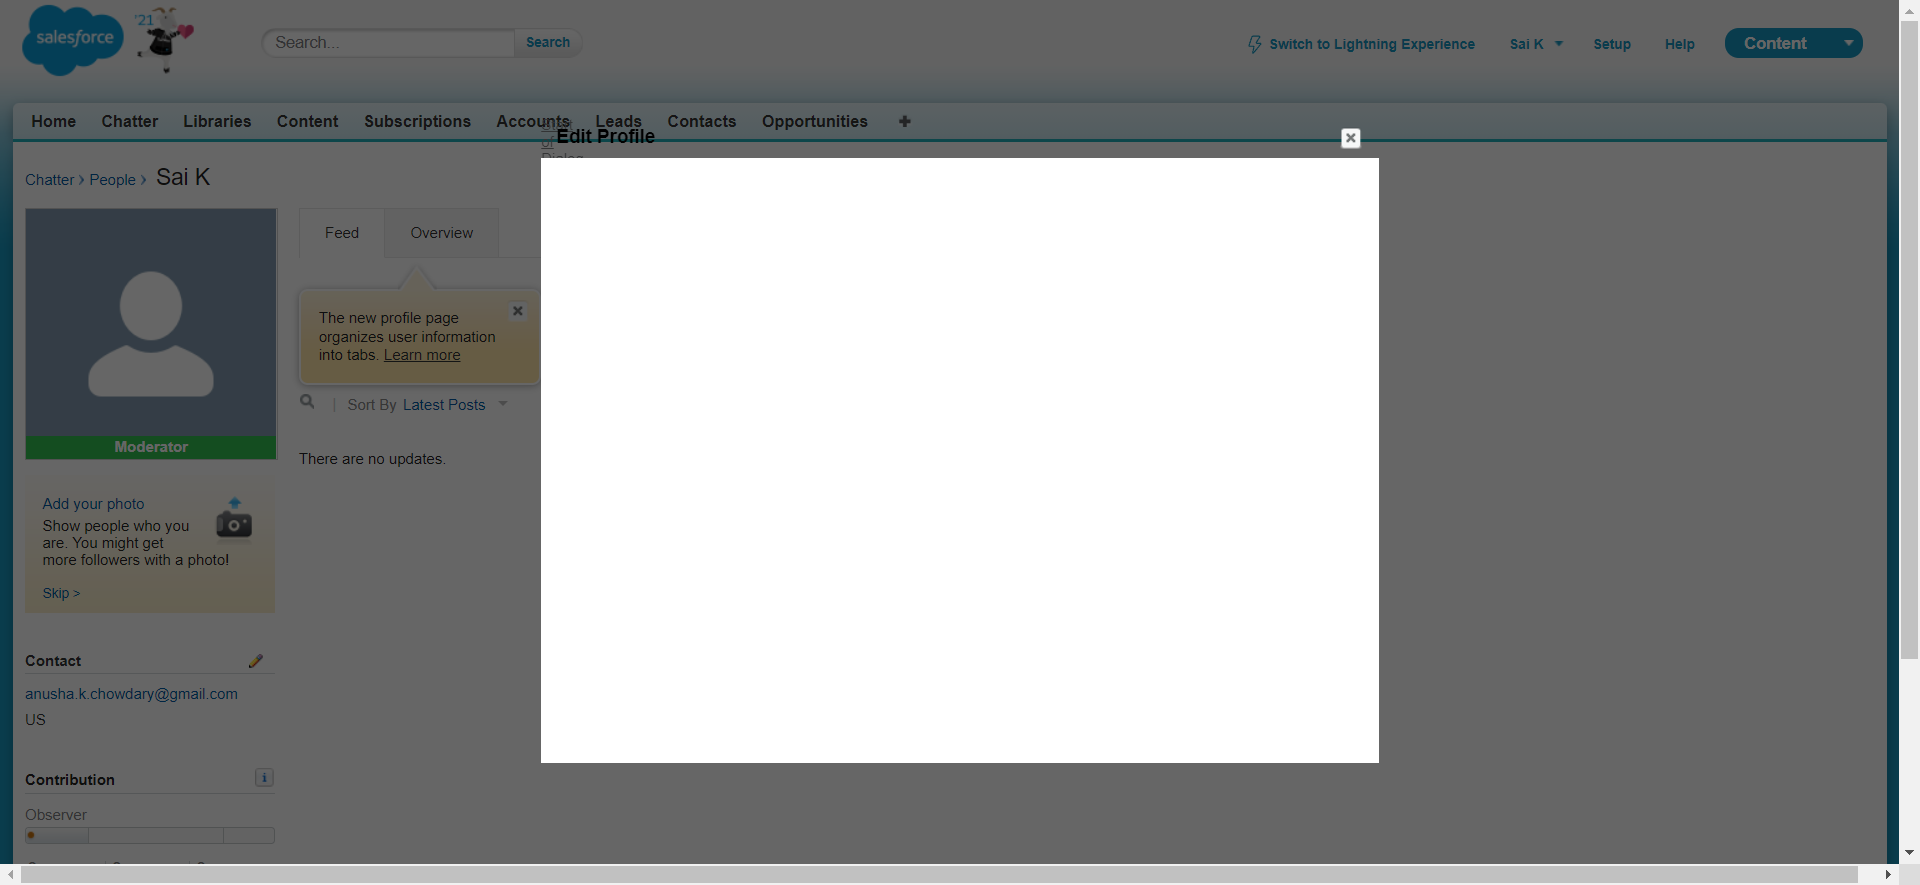 salesforce
'21
Search...
Search
Switch to Lightning Experience
Sai K
Setup
Help
Content
Home
Chatter
Libraries
Content
Subscriptions
Accounts
Leads
Contacts
Opportunities
Start
of
Dialog
Edit Profile
Chatter › People › Sai K
Feed
Overview
The new profile page
organizes user information
into tabs. Learn more
Sort By Latest Posts
There are no updates.
Moderator
Add your photo
Show people who you
are. You might get
more followers with a photo!
Skip >
Contact
anusha.k.chowdary@gmail.com
US
Contribution
Observer